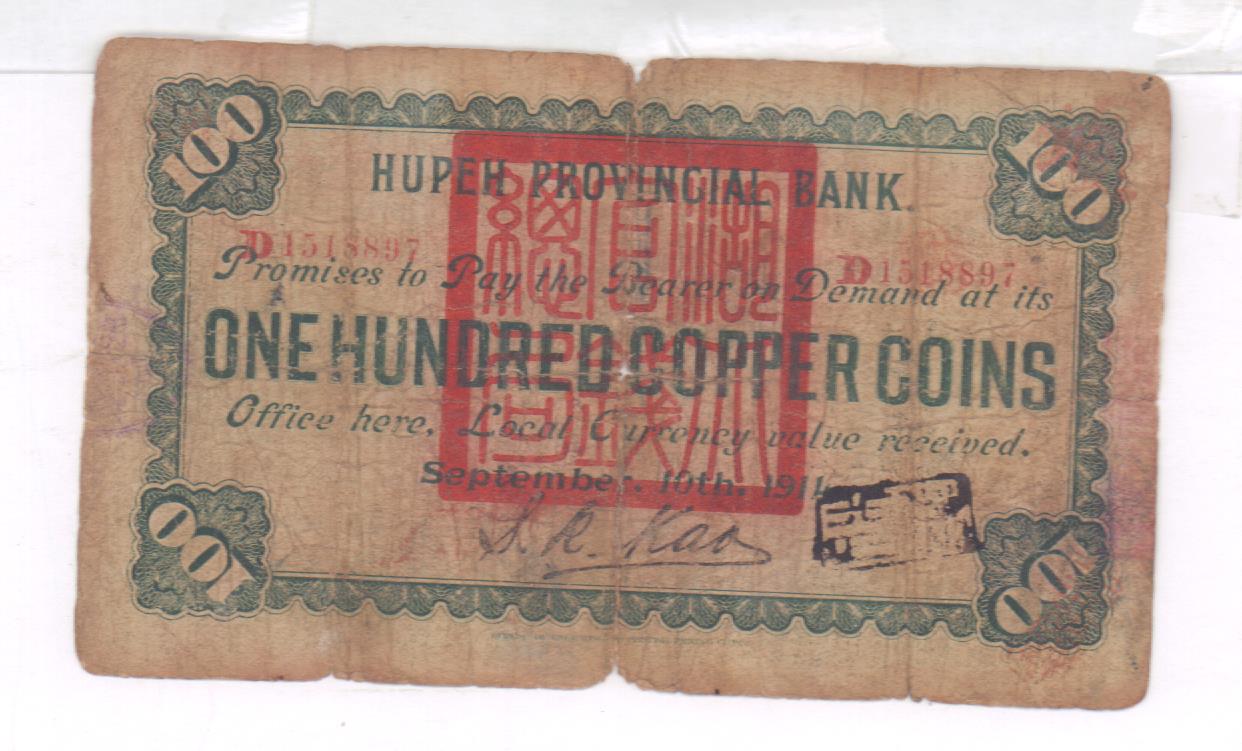 100
100
HUPEH PROVINCIAL BANK.
D1518897
D1518897
Promises to Pay the Bearer on Demand at its
ONE HUNDRED COPPER COINS
Office here, Local Currency value received.
September. 10th. 1914
S. R. Kao
100
100